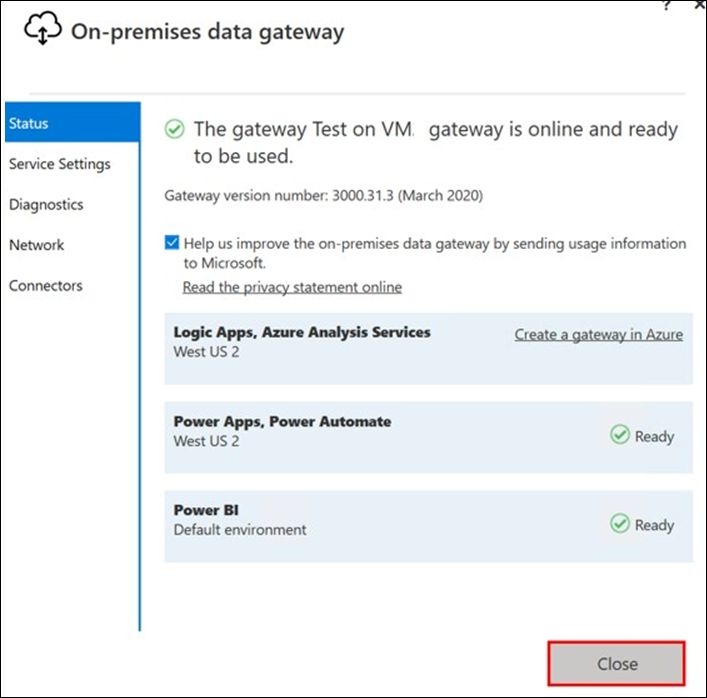 ? ×
On-premises data gateway
Status
Service Settings
Diagnostics
Network
Connectors
The gateway Test on VM. gateway is online and ready
to be used.
Gateway version number: 3000.31.3 (March 2020)
Help us improve the on-premises data gateway by sending usage information
to Microsoft.
Read the privacy statement online
Logic Apps, Azure Analysis Services
Create a gateway in Azure
West US 2
Power Apps, Power Automate
West US 2
Ready
Power BI
Default environment
Ready
Close